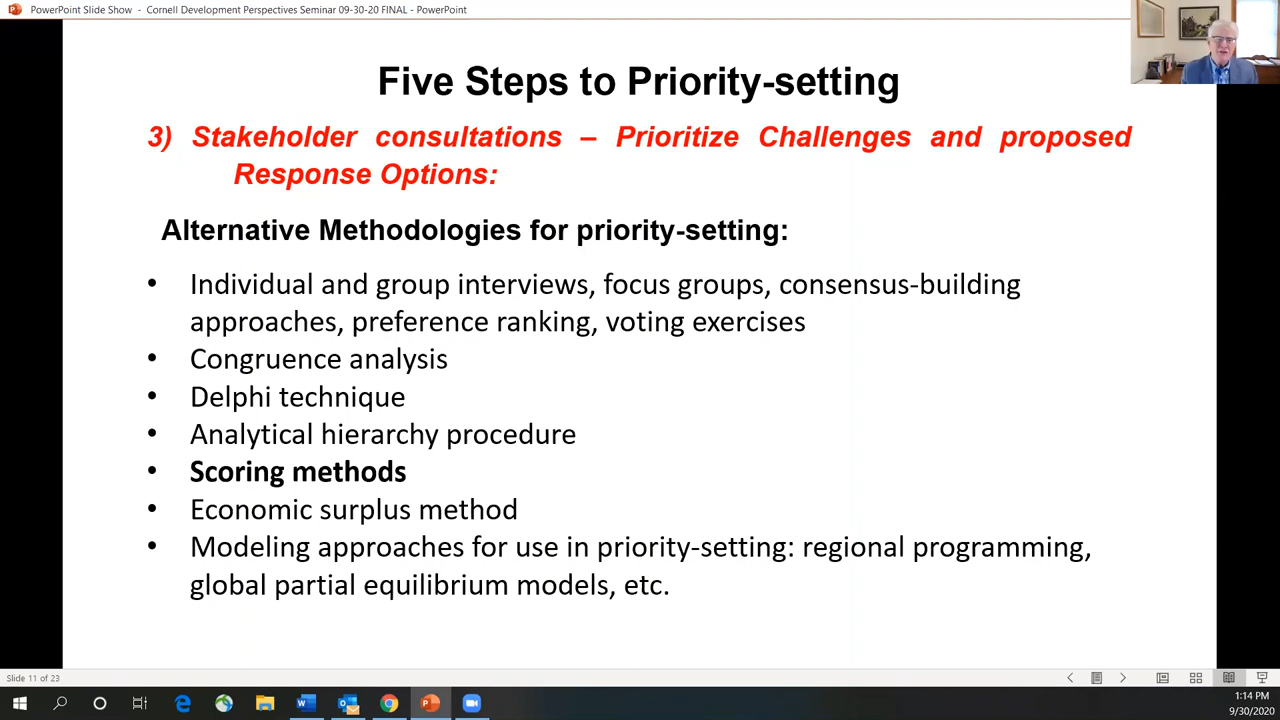 PowerPoint Slide Show - Cornell Development Perspectives Seminar 09-30-20 FINAL - PowerPoint
Five Steps to Priority-setting
3) Stakeholder consultations – Prioritize Challenges and proposed
Response Options:
Alternative Methodologies for priority-setting:
• Individual and group interviews, focus groups, consensus-building
approaches, preference ranking, voting exercises
• Congruence analysis
• Delphi technique
• Analytical hierarchy procedure
• Scoring methods
• Economic surplus method
• Modeling approaches for use in priority-setting: regional programming,
global partial equilibrium models, etc.
Slide 11 of 23
1:14 PM
9/30/2020